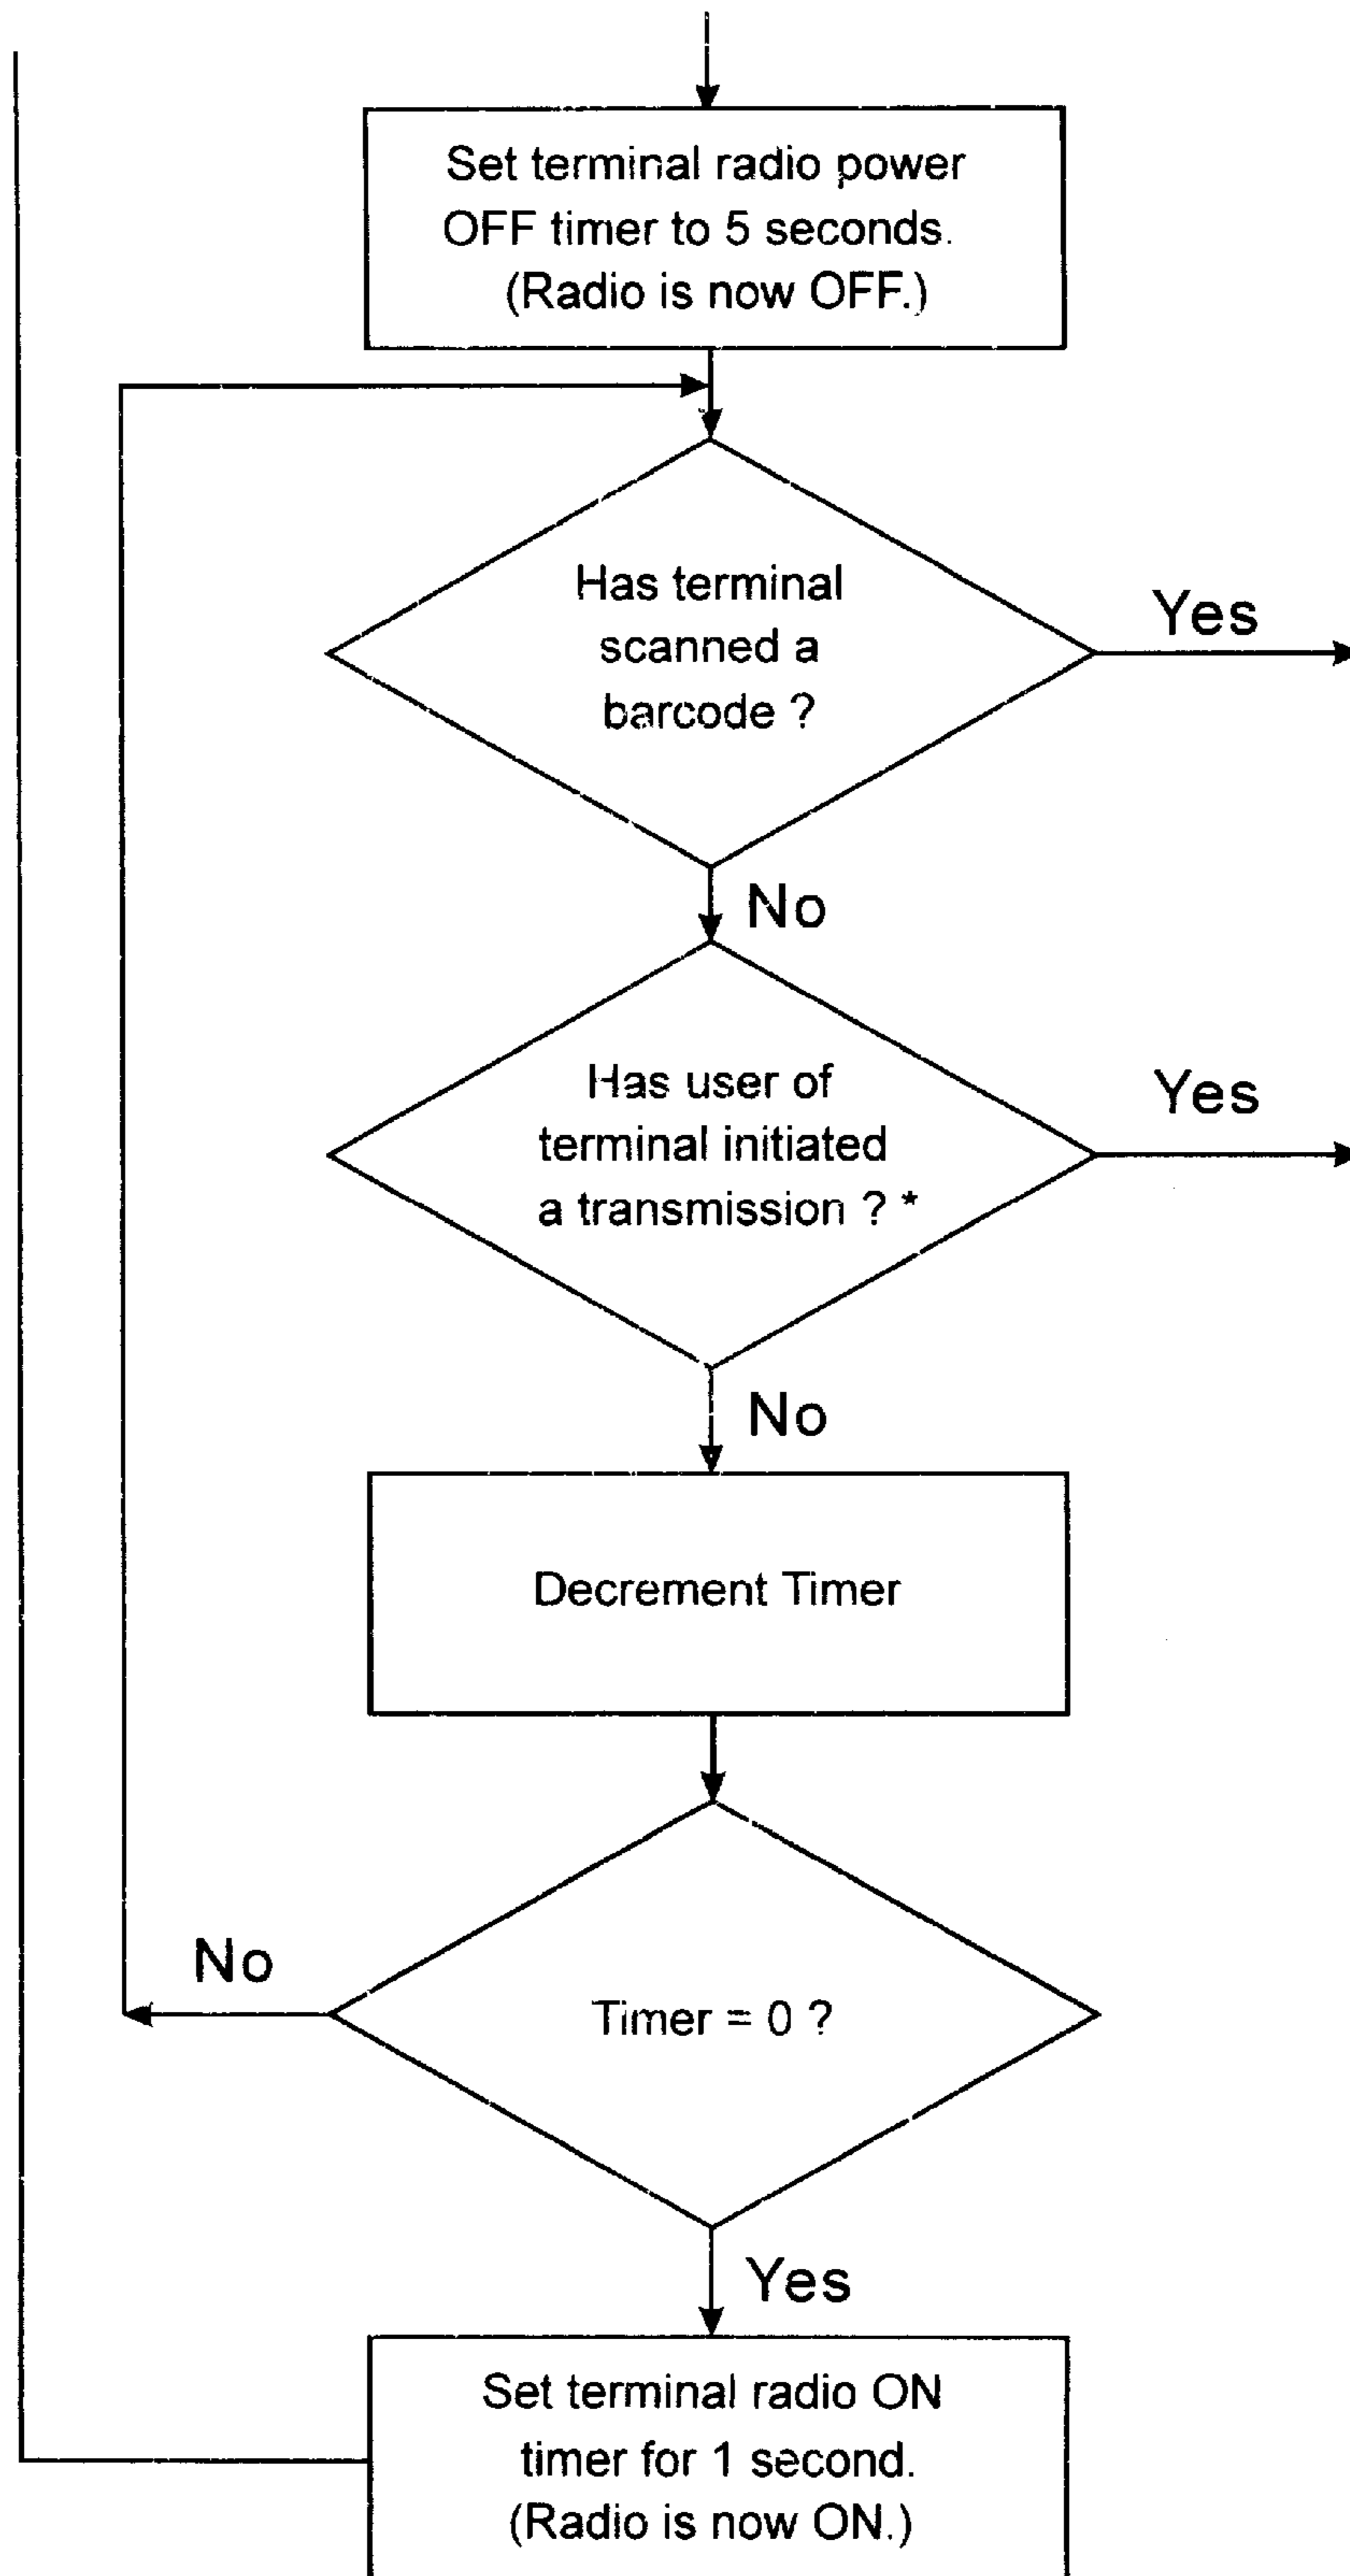 Set terminal radio power
OFF timer to 5 seconds.
(Radio is now OFF.)
Has terminal
scanned a
barcode ?
Yes
No
Has user of
terminal initiated
a transmission ? *
Yes
No
Decrement Timer
Timer = 0 ?
No
Yes
Set terminal radio ON
timer for 1 second.
(Radio is now ON.)